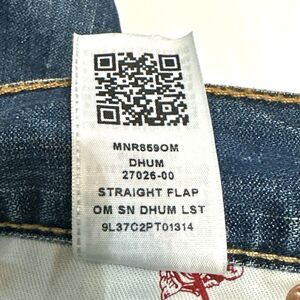 MNR859OM
DHUM
27026-00
STRAIGHT FLAP
OM SN DHUM LST
9L37C2PT01314